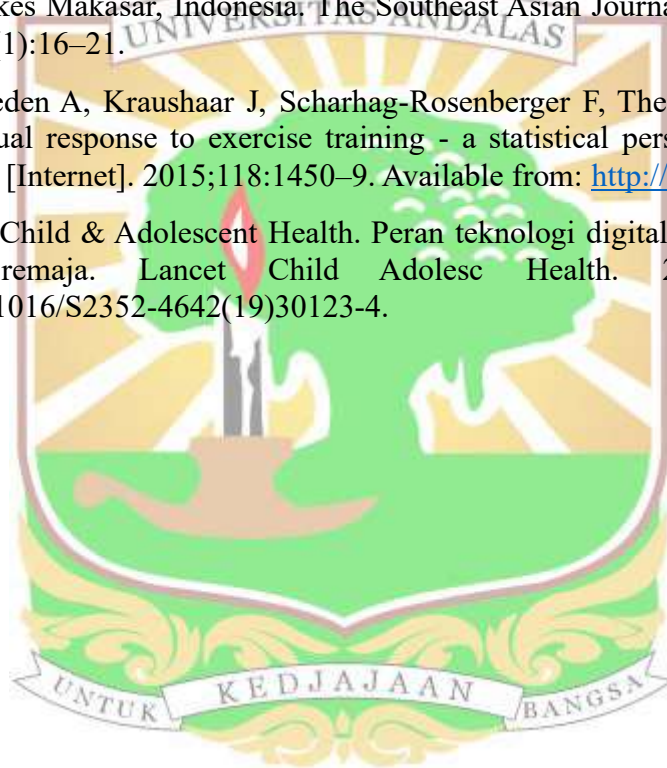 kes Makasar, Indonesia. The Southeast Asian Journa
UNIVERSITAS ANDALAS
(1):16–21.
eden A, Kraushaar J, Scharhag-Rosenberger F, The
ual response to exercise training - a statistical pers
[Internet]. 2015;118:1450–9. Available from: http://
Child & Adolescent Health. Peran teknologi digital
remaja. Lancet Child Adolesc Health. 2
1016/S2352-4642(19)30123-4.
UNTUK KEDJAJAAN BANGSA